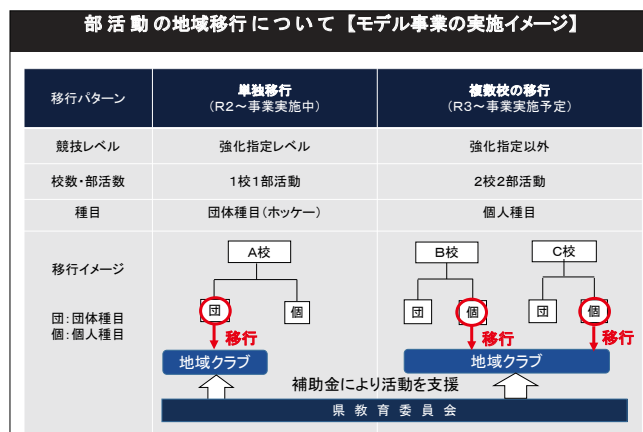 部活動の地域移行について【モデル事業の実施イメージ】
移行パターン
単独移行
（R2～事業実施中）
複数校の移行
（R3～事業実施予定）
競技レベル
強化指定レベル
強化指定以外
校数・部活数
1校1部活動
2校2部活動
種目
団体種目（ホッケー）
個人種目
移行イメージ
団：団体種目
個：個人種目
A校
団
個
移行
地域クラブ
B校
C校
団
個
団
個
移行
移行
地域クラブ
補助金により活動を支援
県教育委員会